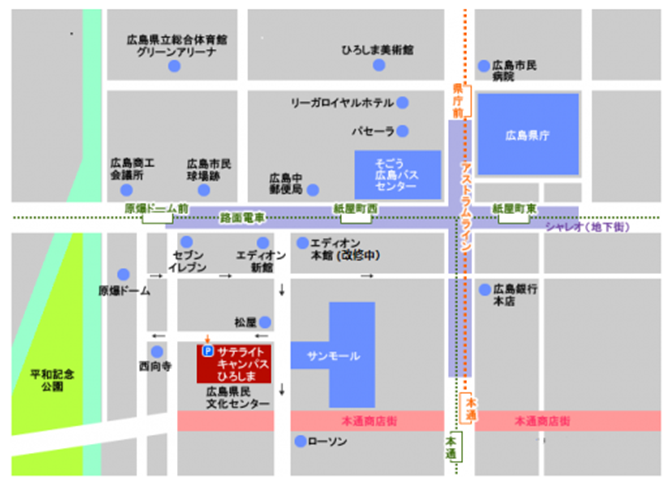 広島県立総合体育館
グリーンアリーナ
ひろしま美術館
広島市民
病院
県庁前
リーガロイヤルホテル
パセーラ
広島県庁
そごう
広島バス
センター
アストラムライン
広島商工
会議所
広島市民
球場跡
広島中
郵便局
原爆ドーム前
路面電車
紙屋町西
紙屋町東
シャレオ(地下街)
セブン
イレブン
エディオン
新館
エディオン
本館(改修中)
原爆ドーム
広島銀行
本店
松屋
西向寺
P
サテライト
キャンパス
ひろしま
サンモール
平和記念
公園
広島県民
文化センター
本通
本通商店街
本通商店街
本通
ローソン